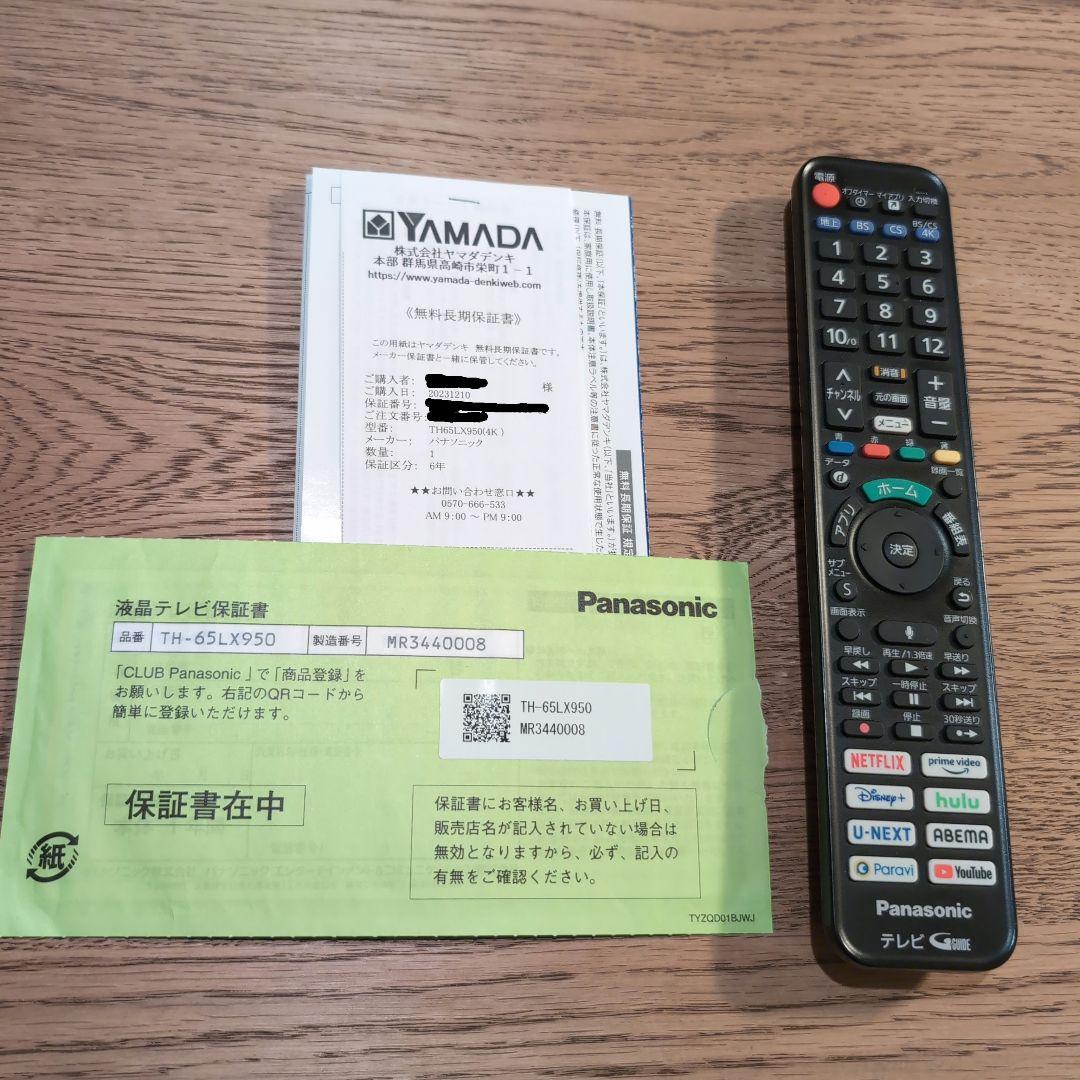 YAMADA
株式会社ヤマダデンキ
本部 群馬県高崎市栄町1-1
https://www.yamada-denkiweb.com
《無料長期保証書》
この用紙はヤマダデンキ 無料長期保証書です。
メーカー保証書と一緒に保管してください。
ご購入者: 様
ご購入日: 20231210
保証番号:
ご注文番号:
型番: TH65LX950(4K)
メーカー: パナソニック
数量: 1
保証区分: 6年
★★お問い合わせ窓口★★
0570-666-533
AM 9:00 ～ PM 9:00
無料長期保証規定
液晶テレビ保証書
Panasonic
品番 TH-65LX950 製造番号 MR3440008
「CLUB Panasonic」で「商品登録」を
お願いします。右記のQRコードから
簡単に登録いただけます。
TH-65LX950
MR3440008
保証書在中
保証書にお客様名、お買い上げ日、
販売店名が記入されていない場合は
無効となりますから、必ず、記入の
有無をご確認ください。
紙
TYZQD01BJWJ
電源 オフタイマー マイアプリ 入力切換
地上 BS CS BS/CS 4K
1 2 3
4 5 6
7 8 9
10/0 11 12
消音
チャンネル 元の画面 音量
メニュー
青 赤 緑 黄
データ 録画一覧
d
ホーム
アプリ 番組表
決定
サブメニュー 戻る
S
画面表示 音声切換
早戻し 再生/1.3倍速 早送り
スキップ 一時停止 スキップ
録画 停止 30秒送り
NETFLIX prime video
Disney+ hulu
U-NEXT ABEMA
Paravi YouTube
Panasonic
テレビ G GUIDE